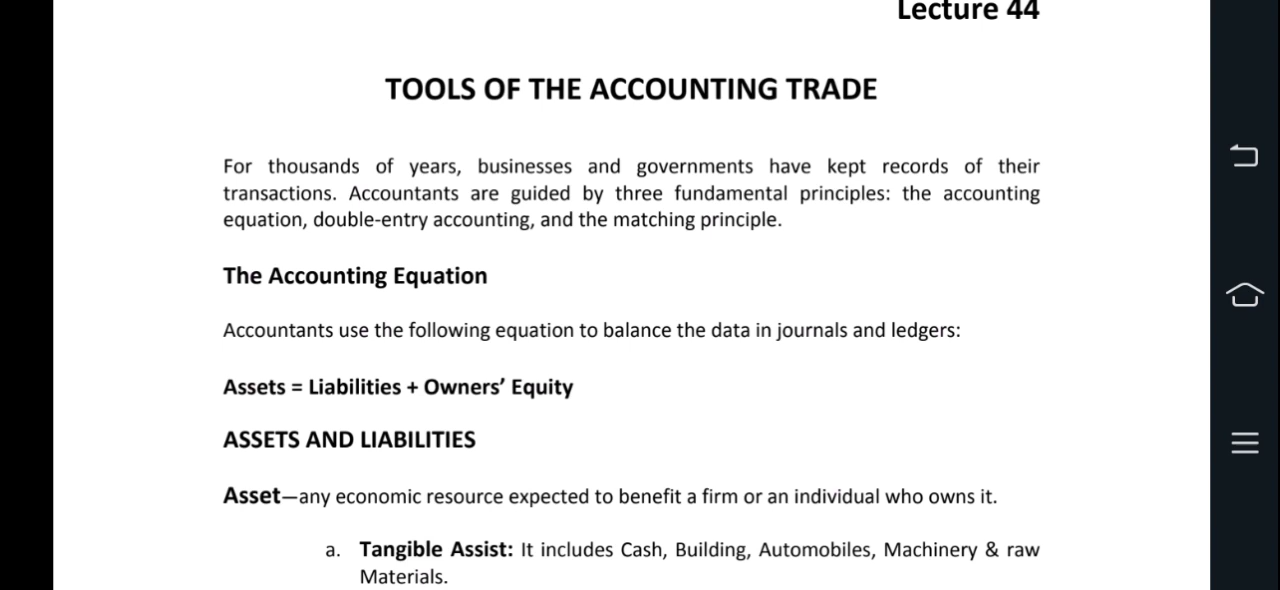 Lecture 44
TOOLS OF THE ACCOUNTING TRADE
For thousands of years, businesses and governments have kept records of their
transactions. Accountants are guided by three fundamental principles: the accounting
equation, double-entry accounting, and the matching principle.
The Accounting Equation
Accountants use the following equation to balance the data in journals and ledgers:
Assets = Liabilities + Owners’ Equity
ASSETS AND LIABILITIES
Asset—any economic resource expected to benefit a firm or an individual who owns it.
a. Tangible Assist: It includes Cash, Building, Automobiles, Machinery & raw
Materials.